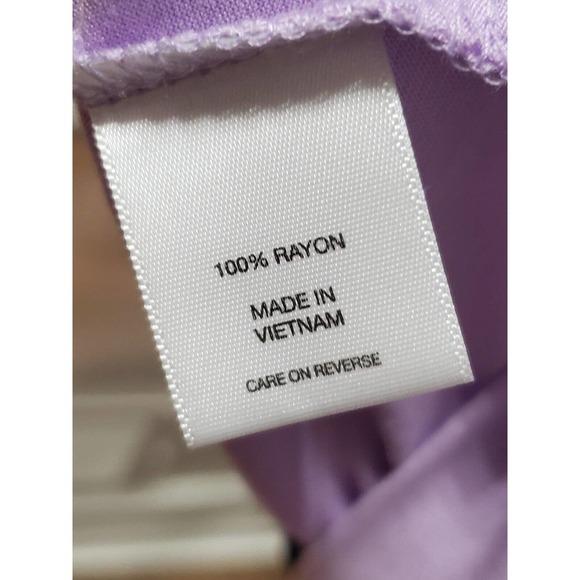 100% RAYON
MADE IN
VIETNAM
CARE ON REVERSE